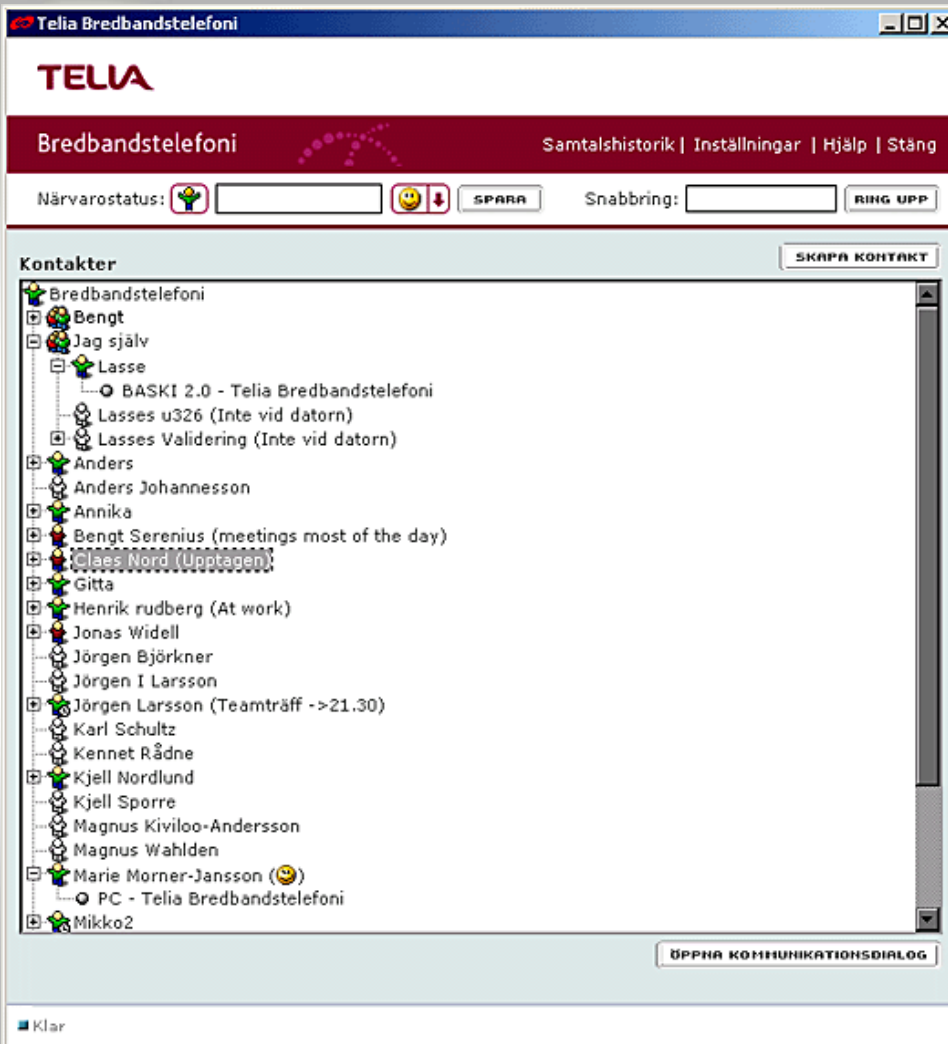 Telia Bredbandstelefoni
TELIA
Bredbandstelefoni Samtalshistorik | Inställningar | Hjälp | Stäng
Närvarostatus: SPARA Snabbring: RING UPP
Kontakter SKAPA KONTAKT
Bredbandstelefoni
Bengt
Jag själv
Lasse
BASKI 2.0 - Telia Bredbandstelefoni
Lasses u326 (Inte vid datorn)
Lasses Validering (Inte vid datorn)
Anders
Anders Johannesson
Annika
Bengt Serenius (meetings most of the day)
Claes Nord (Upptagen)
Gitta
Henrik rudberg (At work)
Jonas Widell
Jörgen Björkner
Jörgen I Larsson
Jörgen Larsson (Teamträff ->21.30)
Karl Schultz
Kennet Rådne
Kjell Nordlund
Kjell Sporre
Magnus Kiviloo-Andersson
Magnus Wahlden
Marie Morner-Jansson ()
PC - Telia Bredbandstelefoni
Mikko2
ÖPPNA KOMMUNIKATIONSDIALOG
Klar